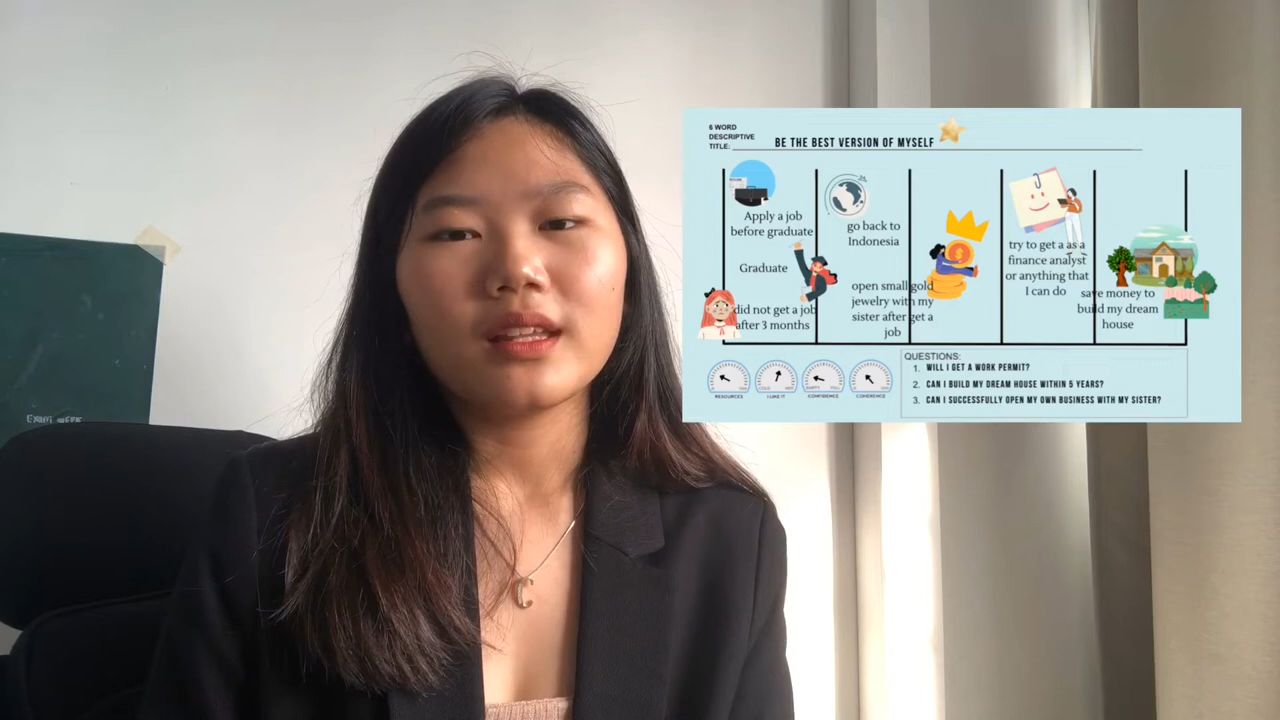 6 WORD
DESCRIPTIVE
TITLE:
BE THE BEST VERSION OF MYSELF
Apply a job
before graduate
Graduate
did not get a job
after 3 months
go back to
Indonesia
open small gold
jewelry with my
sister after get a
job
try to get a as a
finance analyst
or anything that
I can do
save money to
build my dream
house
RESOURCES
I LIKE IT
CONFIDENCE
COHERENCE
QUESTIONS:
1. WILL I GET A WORK PERMIT?
2. CAN I BUILD MY DREAM HOUSE WITHIN 5 YEARS?
3. CAN I SUCCESSFULLY OPEN MY OWN BUSINESS WITH MY SISTER?
EXAM WEEK